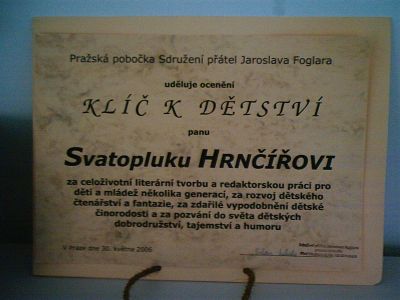 Pražská pobočka Sdružení přátel Jaroslava Foglara
uděluje ocenění
KLÍČ K DĚTSTVÍ
panu
Svatopluku HRNČÍŘOVI
za celoživotní literární tvorbu a redaktorskou práci pro
děti a mládež několika generací, za rozvoj dětského
čtenářství a fantazie, za zdařilé vypodobnění dětské
činorodosti a za pozvání do světa dětských
dobrodružství, tajemství a humoru
V Praze dne 30. května 2006